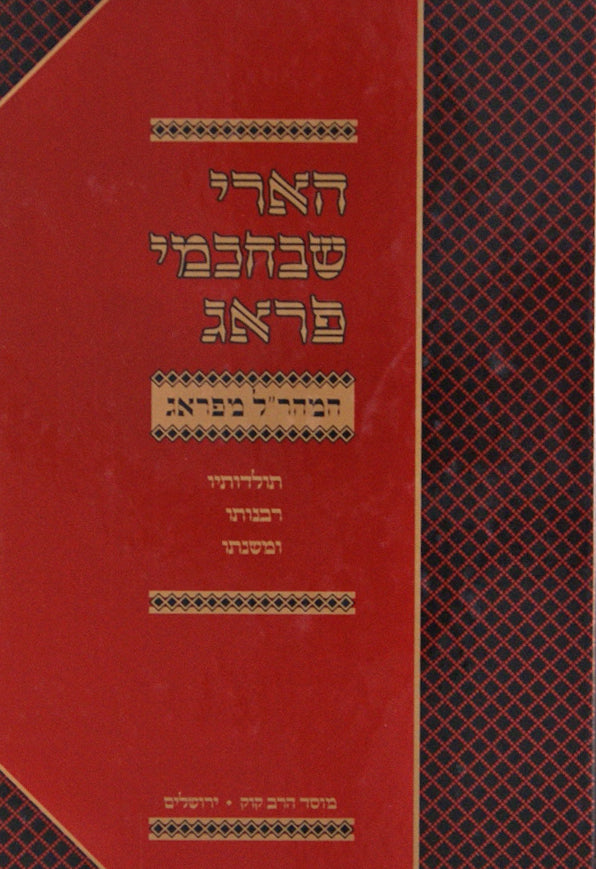 הארי
שבחכמי
פראג
המהר"ל מפראג
תולדותיו
רבנותו
ומשנתו
מוסד הרב קוק • ירושלים